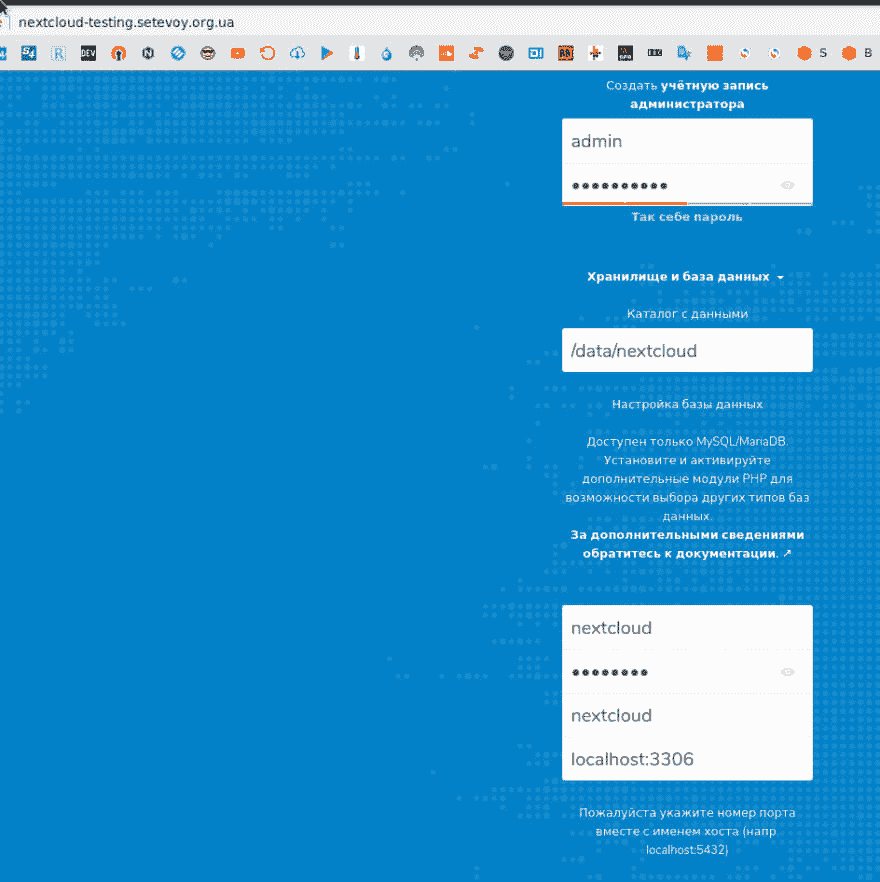 nextcloud-testing.setevoy.org.ua
S B
Создать учётную запись
администратора
admin
Так себе пароль
Хранилище и база данных
Каталог с данными
/data/nextcloud
Настройка базы данных
Доступен только MySQL/MariaDB.
Установите и активируйте
дополнительные модули PHP для
возможности выбора других типов баз
данных.
За дополнительными сведениями
обратитесь к документации. ↗
nextcloud
nextcloud
localhost:3306
Пожалуйста укажите номер порта
вместе с именем хоста (напр
localhost:5432)